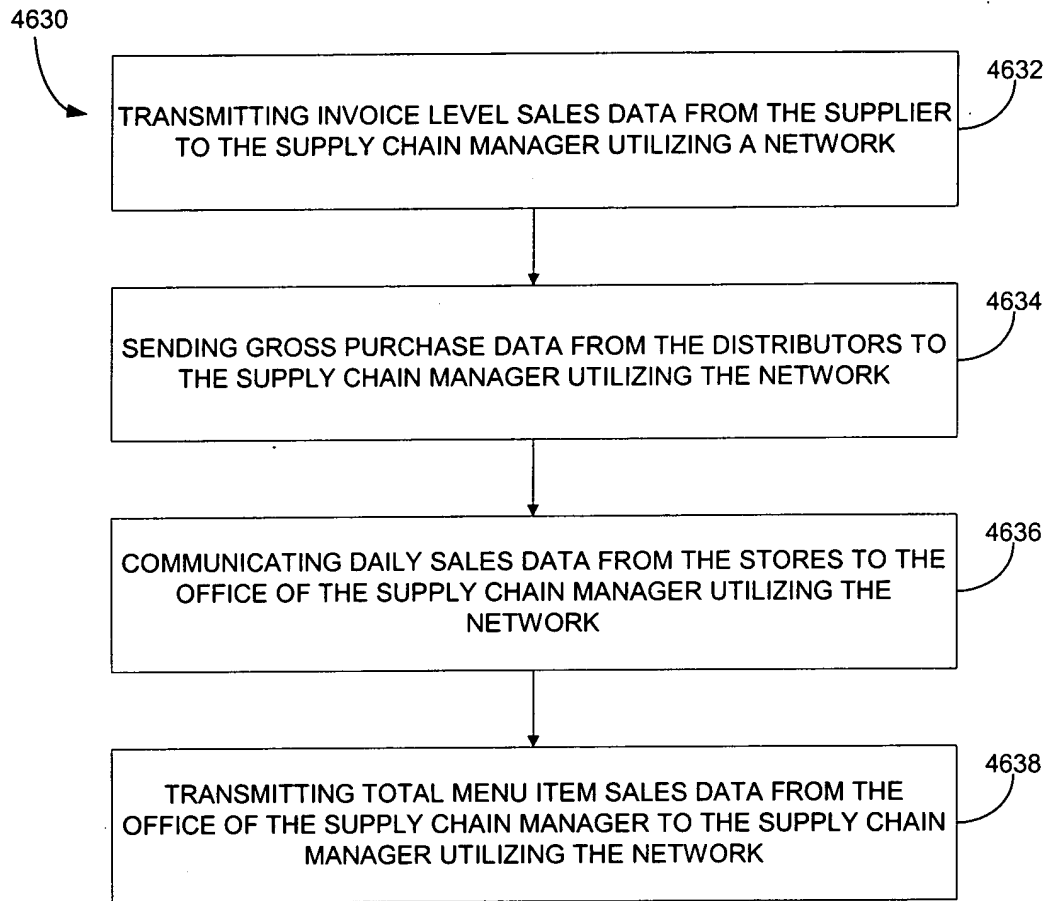 4630
4632
TRANSMITTING INVOICE LEVEL SALES DATA FROM THE SUPPLIER
TO THE SUPPLY CHAIN MANAGER UTILIZING A NETWORK
4634
SENDING GROSS PURCHASE DATA FROM THE DISTRIBUTORS TO
THE SUPPLY CHAIN MANAGER UTILIZING THE NETWORK
4636
COMMUNICATING DAILY SALES DATA FROM THE STORES TO THE
OFFICE OF THE SUPPLY CHAIN MANAGER UTILIZING THE
NETWORK
4638
TRANSMITTING TOTAL MENU ITEM SALES DATA FROM THE
OFFICE OF THE SUPPLY CHAIN MANAGER TO THE SUPPLY CHAIN
MANAGER UTILIZING THE NETWORK